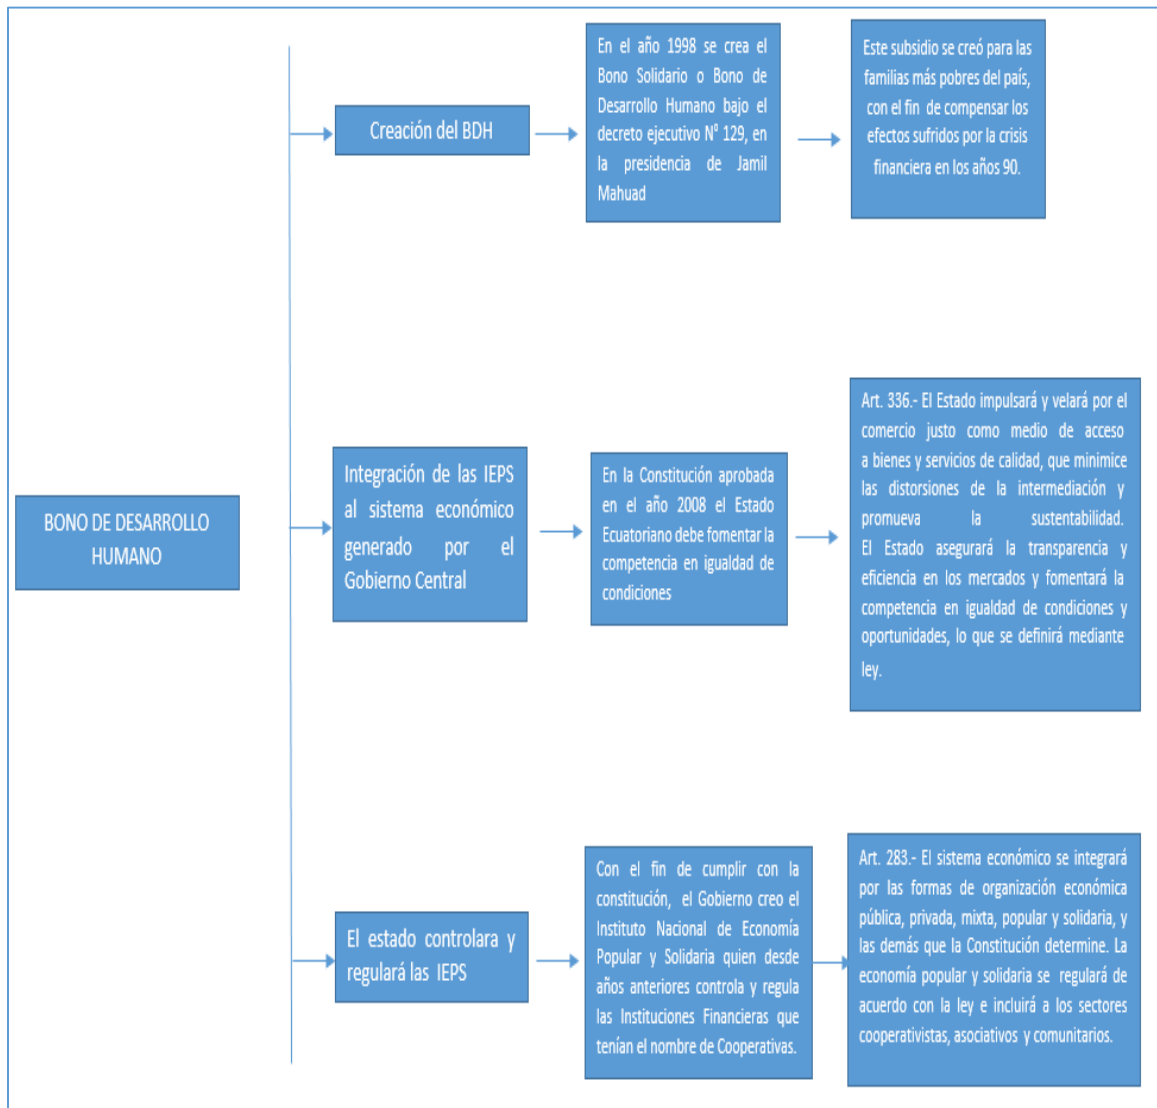 BONO DE DESARROLLO
HUMANO
Creación del BDH
En el año 1998 se crea el
Bono Solidario o Bono de
Desarrollo Humano bajo el
decreto ejecutivo N° 129, en
la presidencia de Jamil
Mahuad
Este subsidio se creó para las
familias más pobres del país,
con el fin de compensar los
efectos sufridos por la crisis
financiera en los años 90.
Integración de las IEPS
al sistema económico
generado por el
Gobierno Central
En la Constitución aprobada
en el año 2008 el Estado
Ecuatoriano debe fomentar la
competencia en igualdad de
condiciones
Art. 336.- El Estado impulsará y velará por el
comercio justo como medio de acceso
a bienes y servicios de calidad, que minimice
las distorsiones de la intermediación y
promueva la sustentabilidad.
El Estado asegurará la transparencia y
eficiencia en los mercados y fomentará la
competencia en igualdad de condiciones y
oportunidades, lo que se definirá mediante
ley.
El estado controlara y
regulará las IEPS
Con el fin de cumplir con la
constitución, el Gobierno creo el
Instituto Nacional de Economía
Popular y Solidaria quien desde
años anteriores controla y regula
las Instituciones Financieras que
tenían el nombre de Cooperativas.
Art. 283.- El sistema económico se integrará
por las formas de organización económica
pública, privada, mixta, popular y solidaria, y
las demás que la Constitución determine. La
economía popular y solidaria se regulará de
acuerdo con la ley e incluirá a los sectores
cooperativistas, asociativos y comunitarios.